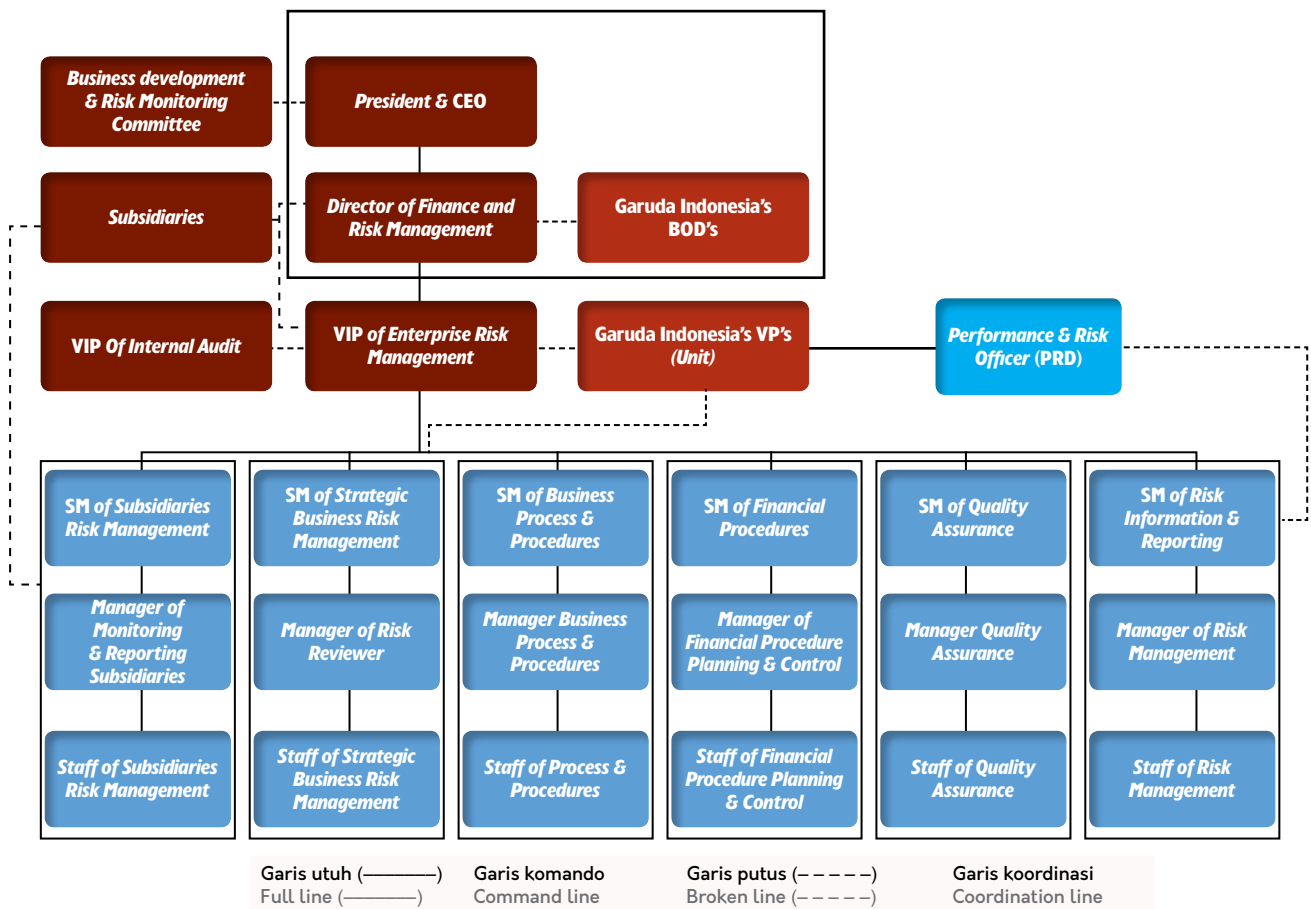 Business development
& Risk Monitoring
Committee
President & CEO
Subsidiaries
Director of Finance and
Risk Management
Garuda Indonesia's
BOD's
VIP Of Internal Audit
VIP of Enterprise Risk
Management
Garuda Indonesia's VP's
(Unit)
Performance & Risk
Officer (PRD)
SM of Subsidiaries
Risk Management
SM of Strategic
Business Risk
Management
SM of Business
Process &
Procedures
SM of Financial
Procedures
SM of Quality
Assurance
SM of Risk
Information &
Reporting
Manager of
Monitoring
& Reporting
Subsidiaries
Manager of Risk
Reviewer
Manager Business
Process &
Procedures
Manager of
Financial Procedure
Planning & Control
Manager Quality
Assurance
Manager of Risk
Management
Staff of Subsidiaries
Risk Management
Staff of Strategic
Business Risk
Management
Staff of Process &
Procedures
Staff of Financial
Procedure Planning
& Control
Staff of Quality
Assurance
Staff of Risk
Management
Garis utuh (————) Garis komando Garis putus (– – – – –) Garis koordinasi
Full line (————) Command line Broken line (– – – – –) Coordination line